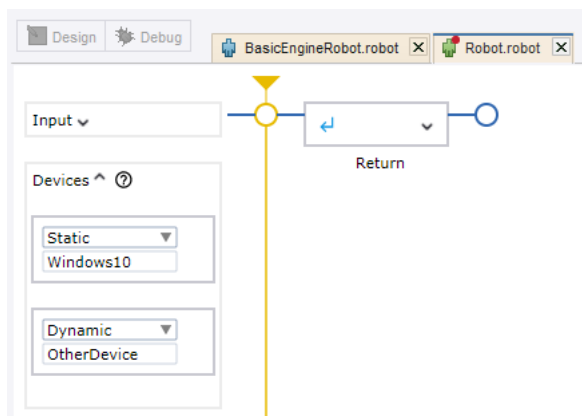 Design Debug BasicEngineRobot.robot Robot.robot
Input
Return
Devices
Static
Windows10
Dynamic
OtherDevice